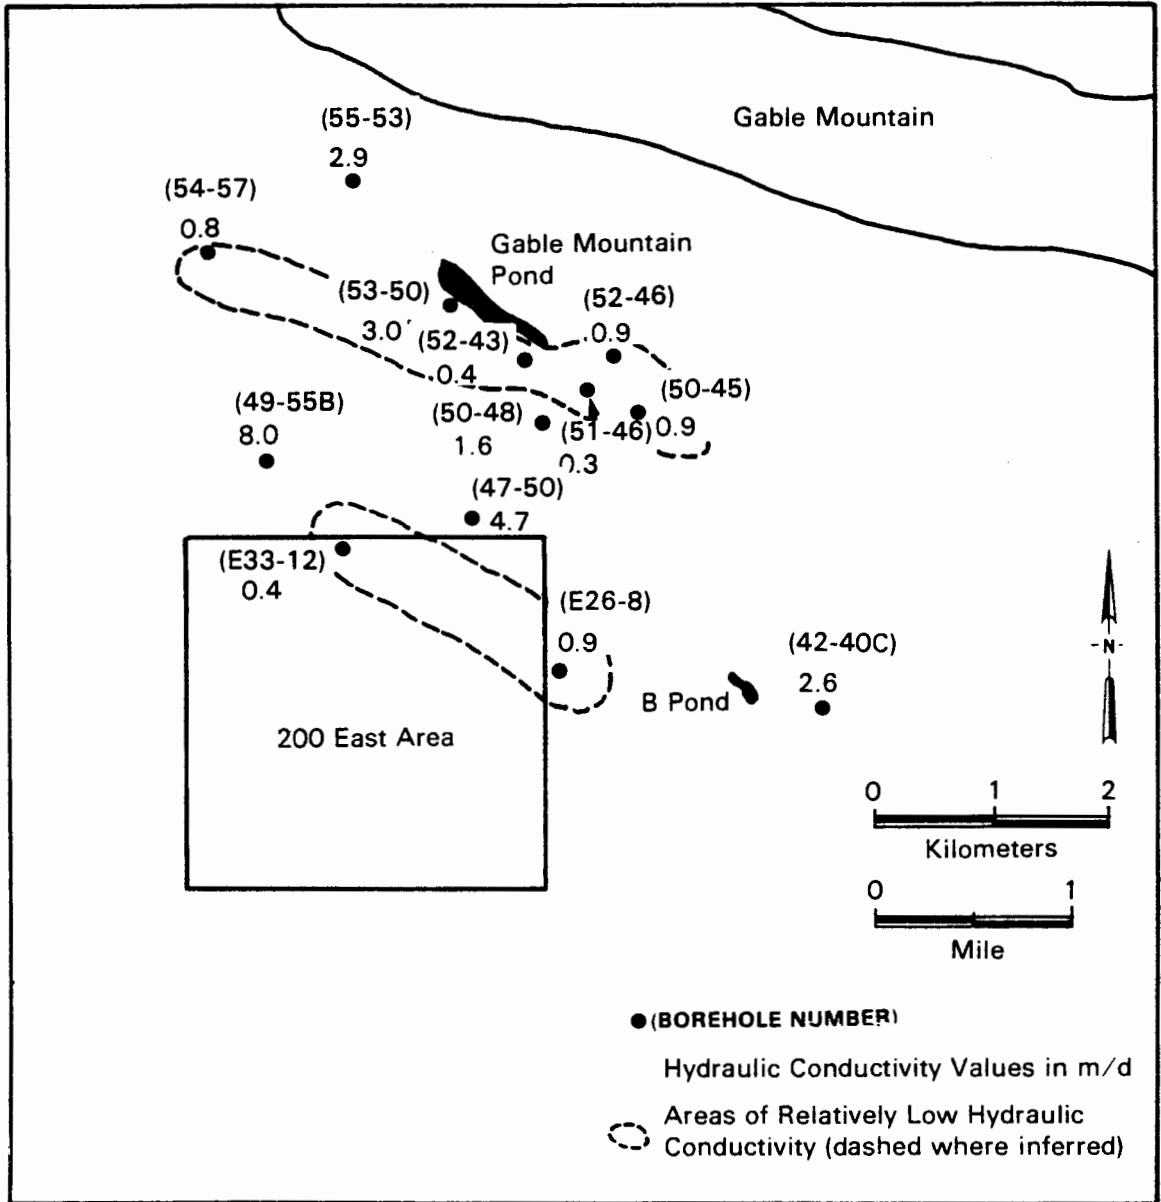 Gable Mountain
(55-53)
2.9
(54-57)
0.8
Gable Mountain
Pond
(53-50)
3.0
(52-46)
0.9
(52-43)
0.4
(50-45)
0.9
(49-55B)
8.0
(50-48)
1.6
(51-46)
0.3
(47-50)
4.7
(E33-12)
0.4
(E26-8)
0.9
(42-40C)
2.6
B Pond
-N-
200 East Area
0 1 2
Kilometers
0 1
Mile
(BOREHOLE NUMBER)
Hydraulic Conductivity Values in m/d
Areas of Relatively Low Hydraulic
Conductivity (dashed where inferred)